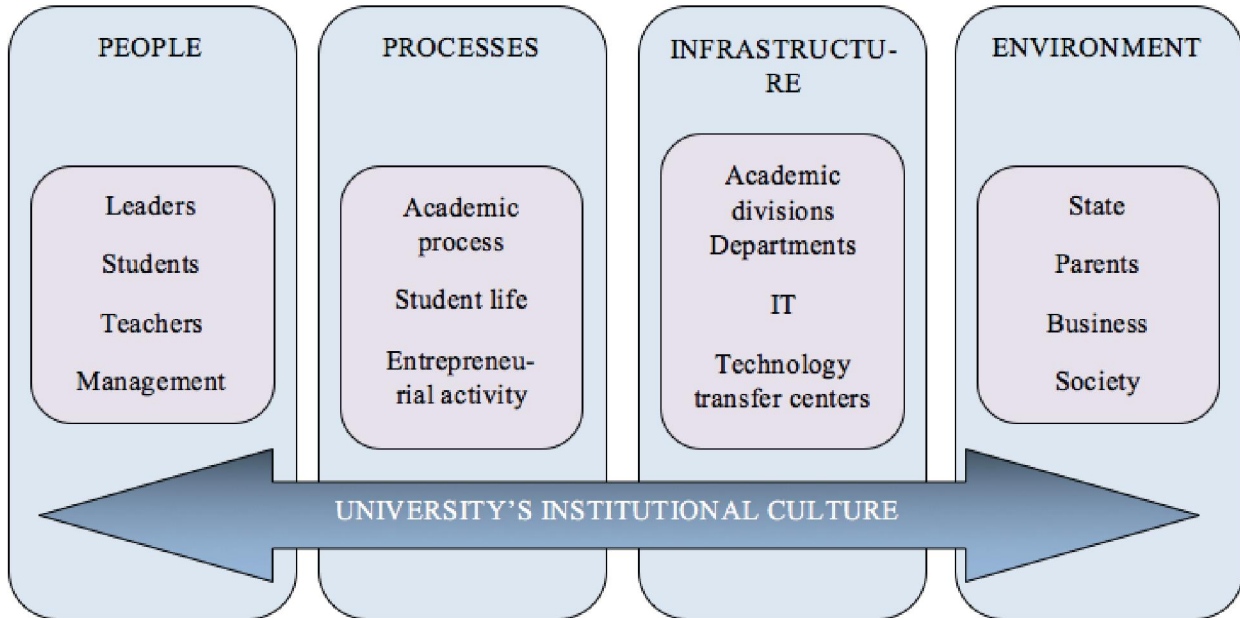 PEOPLE
Leaders
Students
Teachers
Management
PROCESSES
Academic
process
Student life
Entrepreneu-
rial activity
INFRASTRUCTU-
RE
Academic
divisions
Departments
IT
Technology
transfer centers
ENVIRONMENT
State
Parents
Business
Society
UNIVERSITY’S INSTITUTIONAL CULTURE